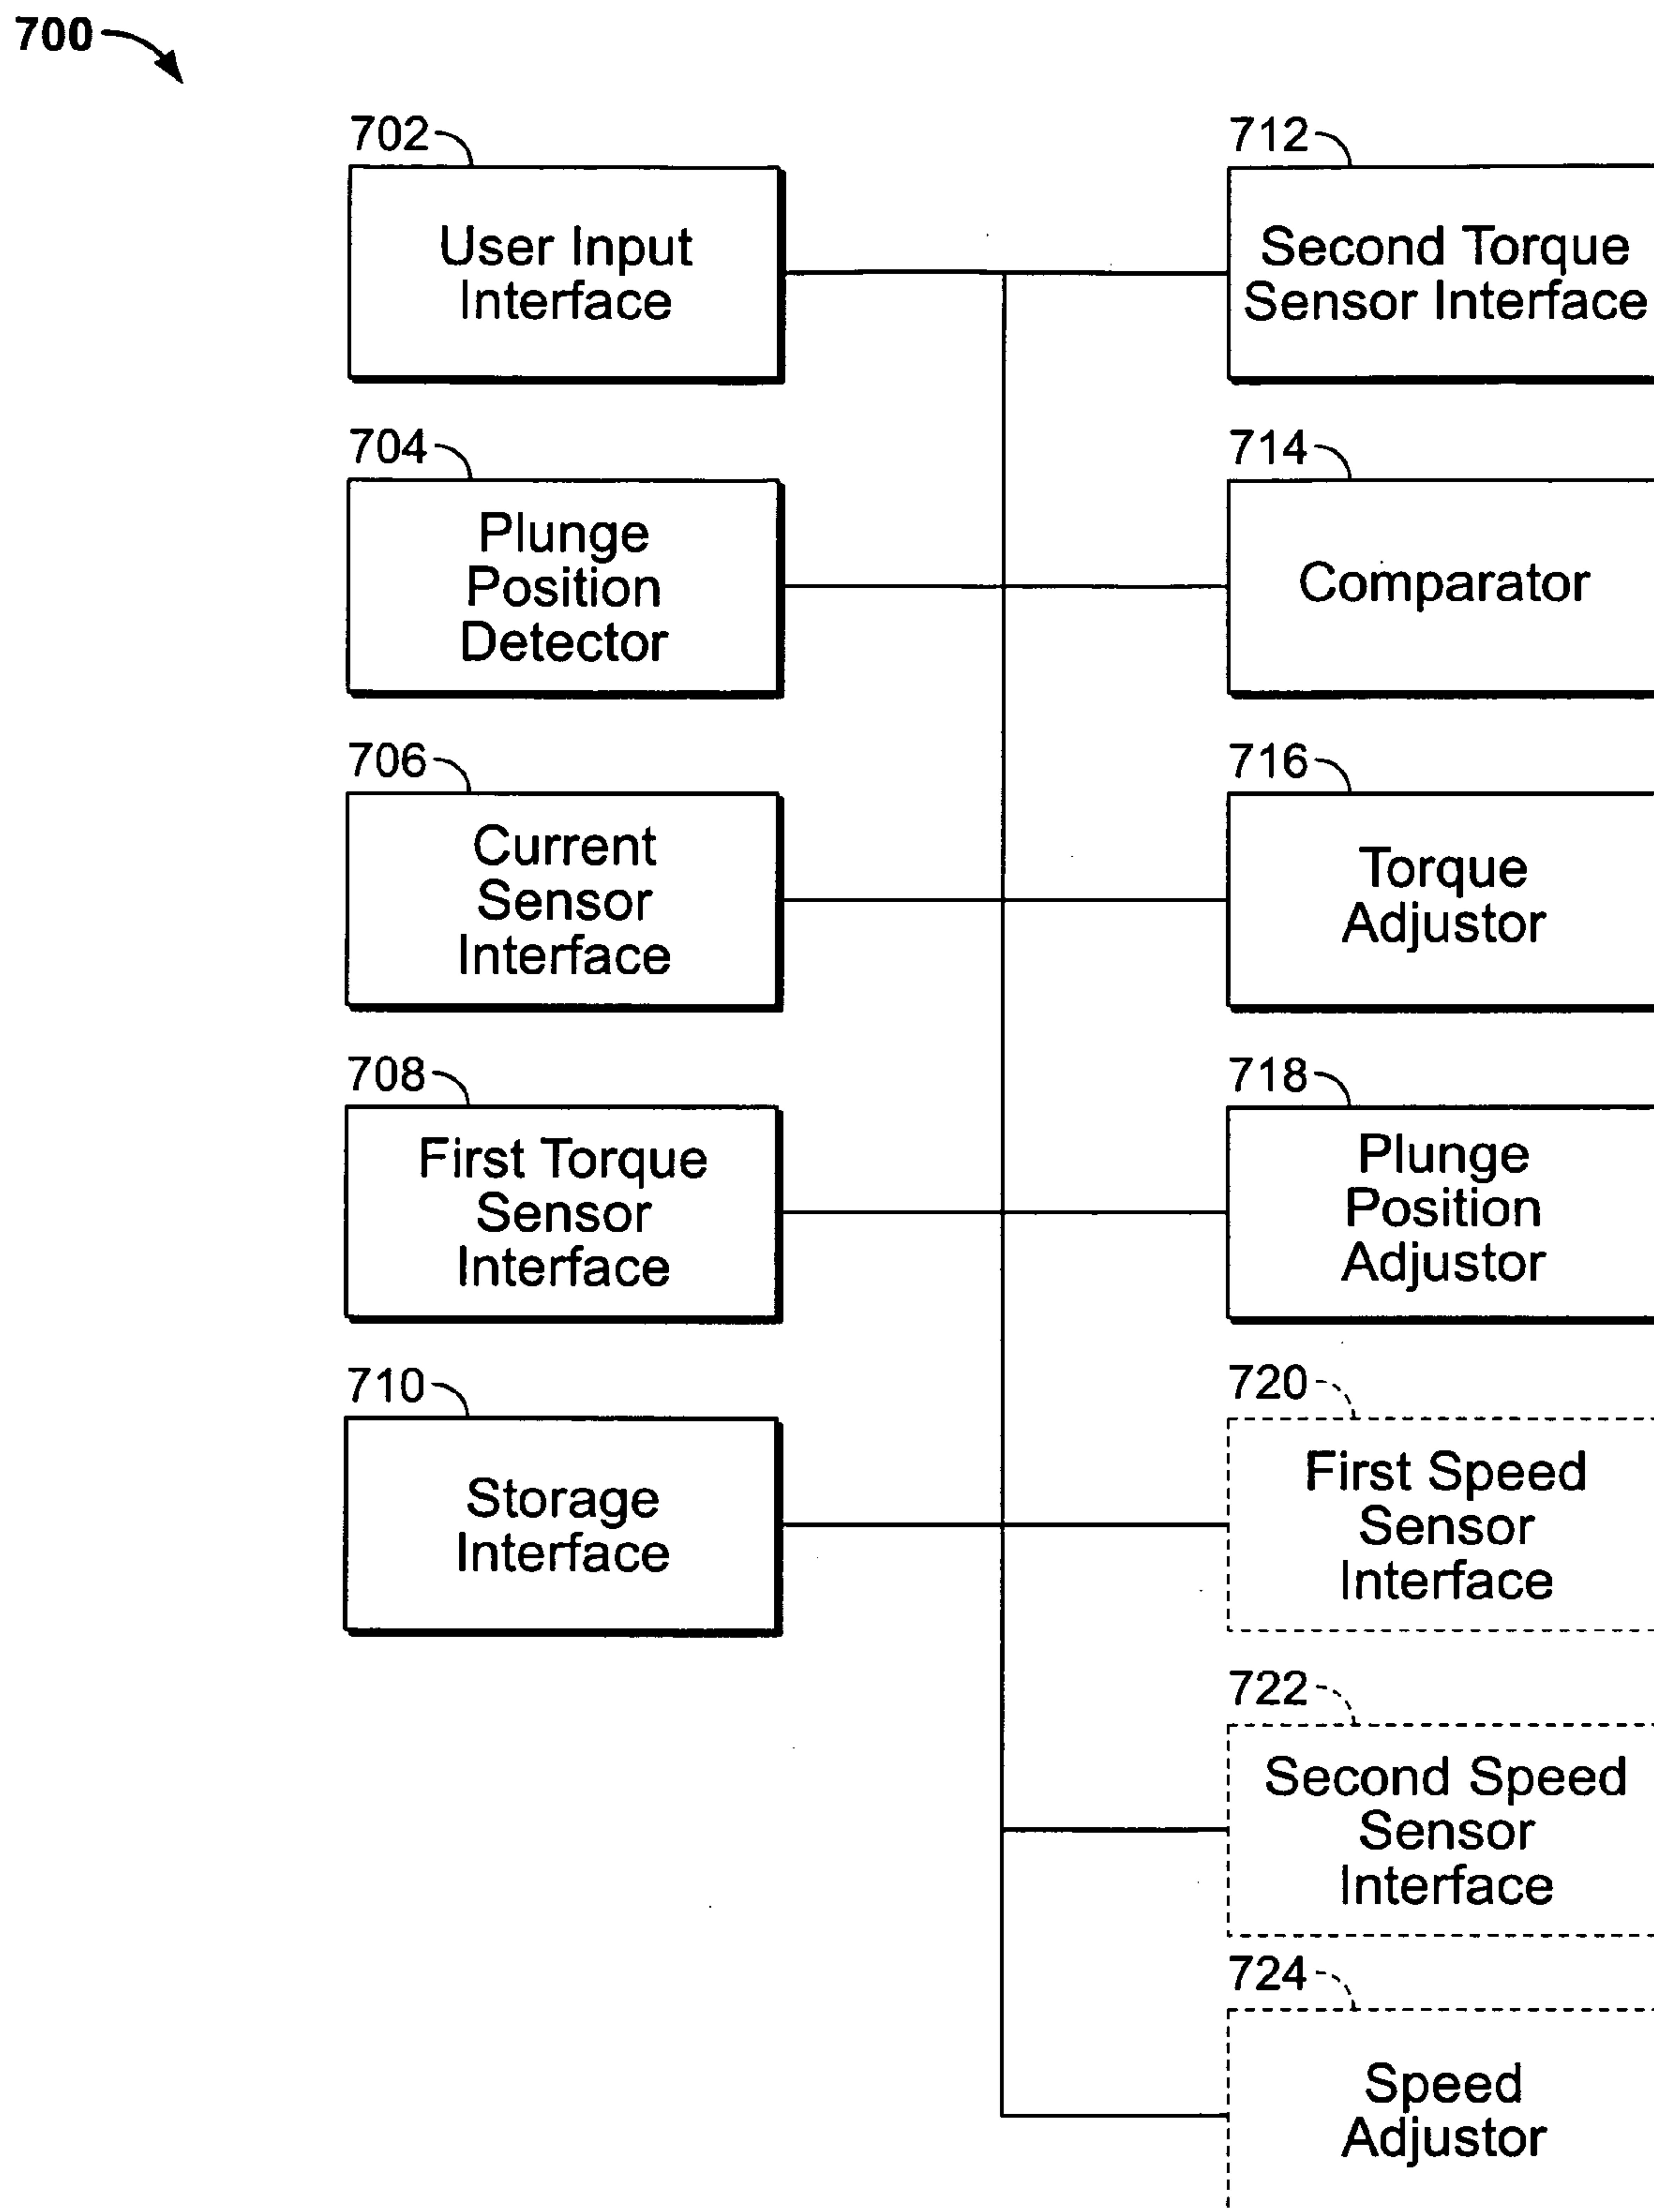 700
702
User Input
Interface
704
Plunge
Position
Detector
706
Current
Sensor
Interface
708
First Torque
Sensor
Interface
710
Storage
Interface
712
Second Torque
Sensor Interface
714
Comparator
716
Torque
Adjustor
718
Plunge
Position
Adjustor
720
First Speed
Sensor
Interface
722
Second Speed
Sensor
Interface
724
Speed
Adjustor